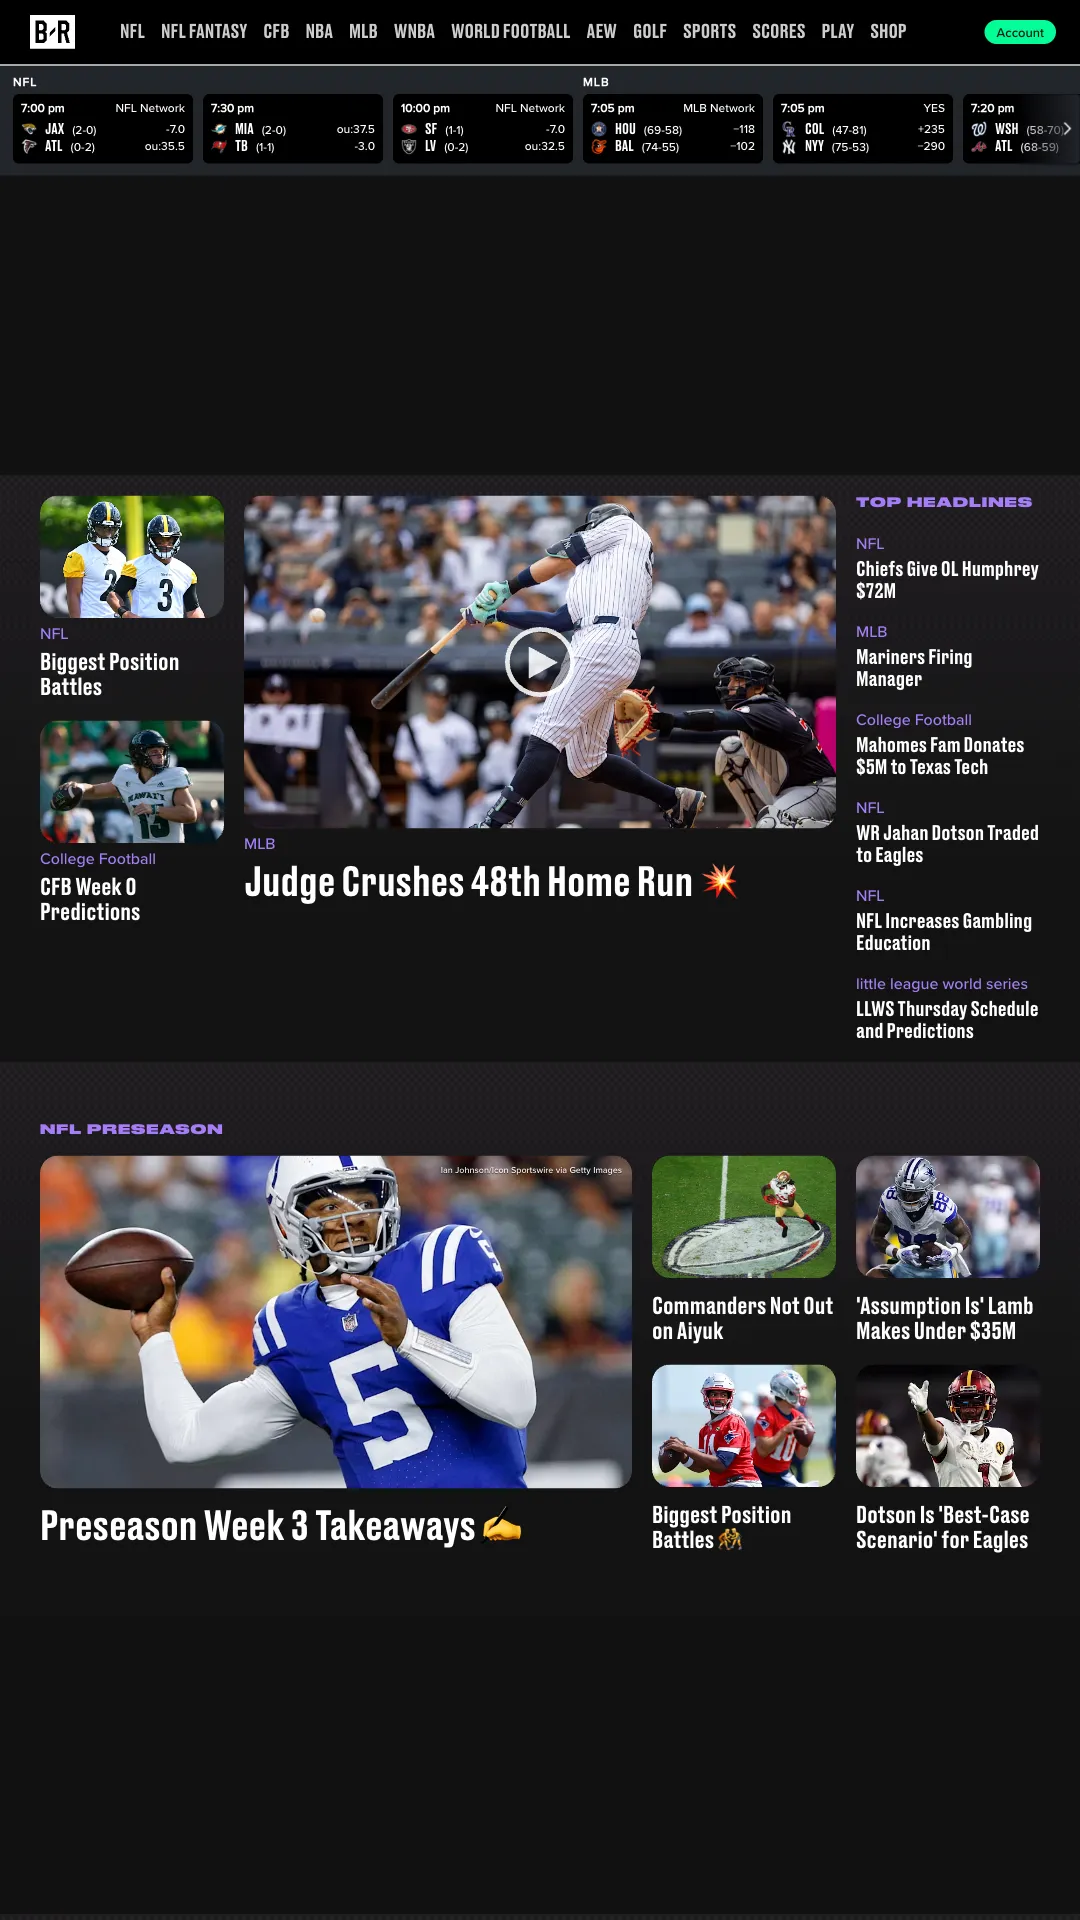 B/R
NFL NFL FANTASY CFB NBA MLB WNBA WORLD FOOTBALL AEW GOLF SPORTS SCORES PLAY SHOP
Account
NFL
7:00 pm NFL Network
JAX (2-0) -7.0
ATL (0-2) ou:35.5
7:30 pm
MIA (2-0) ou:37.5
TB (1-1) -3.0
10:00 pm NFL Network
SF (1-1) -7.0
LV (0-2) ou:32.5
MLB
7:05 pm MLB Network
HOU (69-58) −118
BAL (74-55) −102
7:05 pm YES
COL (47-81) +235
NYY (75-53) −290
7:20 pm
WSH (58-70)
ATL (68-59)
NFL
Biggest Position
Battles
College Football
CFB Week 0
Predictions
MLB
Judge Crushes 48th Home Run 💥
TOP HEADLINES
NFL
Chiefs Give OL Humphrey
$72M
MLB
Mariners Firing
Manager
College Football
Mahomes Fam Donates
$5M to Texas Tech
NFL
WR Jahan Dotson Traded
to Eagles
NFL
NFL Increases Gambling
Education
little league world series
LLWS Thursday Schedule
and Predictions
NFL PRESEASON
Ian Johnson/Icon Sportswire via Getty Images
5
Preseason Week 3 Takeaways ✍️
Commanders Not Out
on Aiyuk
'Assumption Is' Lamb
Makes Under $35M
Biggest Position
Battles 🤼
Dotson Is 'Best-Case
Scenario' for Eagles